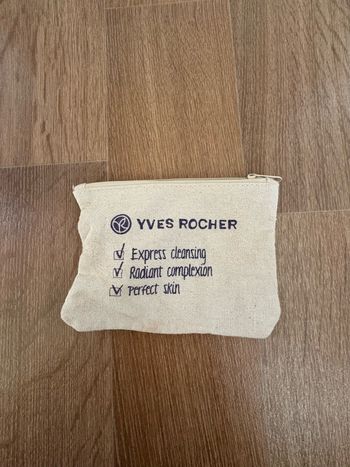 YVES ROCHER
Express cleansing
Radiant complexion
Perfect skin